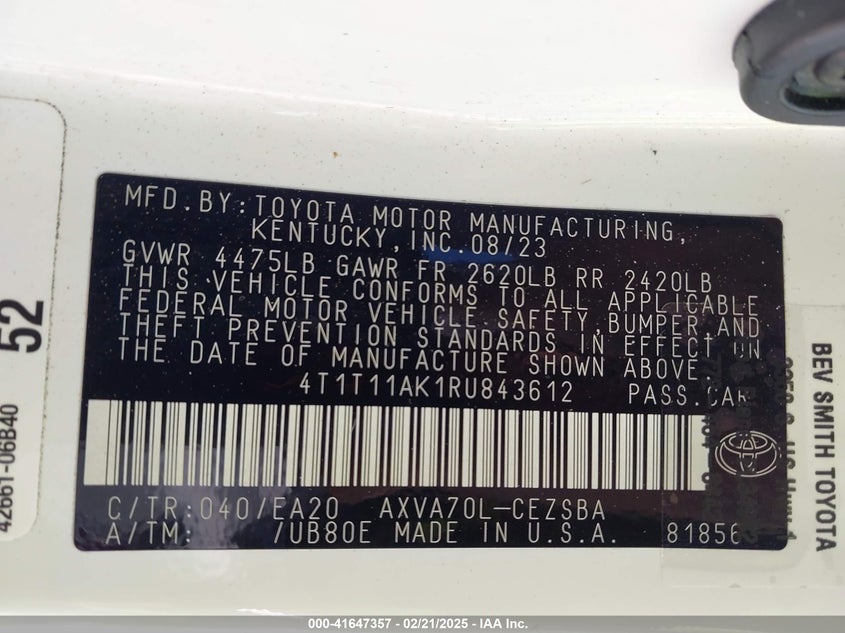 MFD.BY:TOYOTA MOTOR MANUFACTURING,
KENTUCKY,INC.08/23
GVWR 4475LB GAWR FR 2620LB RR 2420LB
THIS VEHICLE CONFORMS TO ALL APPLICABLE
FEDERAL MOTOR VEHICLE SAFETY,BUMPER,AND
THEFT PREVENTION STANDARDS IN EFFECT ON
THE DATE OF MANUFACTURE SHOWN ABOVE.
4T1T11AK1RU843612 PASS.CAR
C/TR:040/EA20 AXVA70L-CEZSBA
A/TM: /UB80E MADE IN U.S.A. 81856
52
42661-06B40
BEV SMITH TOYOTA
TOYOTA
000-41647357 - 02/21/2025 - IAA Inc.